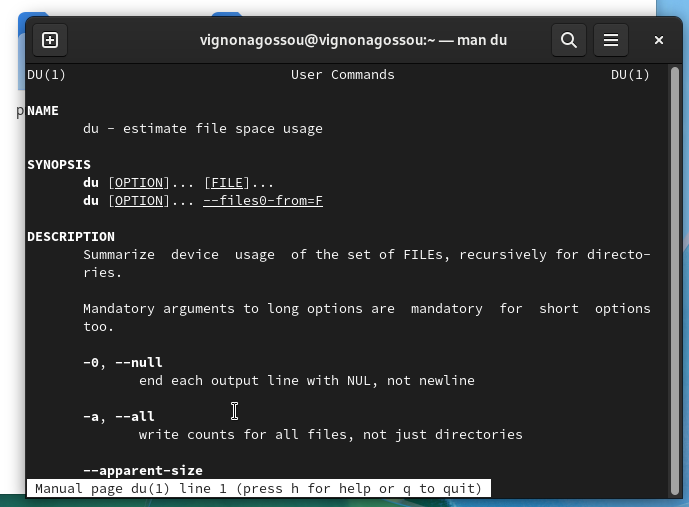 vignonagossou@vignonagossou:~ — man du
DU(1) User Commands DU(1)
NAME
du - estimate file space usage
SYNOPSIS
du [OPTION]... [FILE]...
du [OPTION]... --files0-from=F
DESCRIPTION
Summarize device usage of the set of FILEs, recursively for directo-
ries.
Mandatory arguments to long options are mandatory for short options
too.
-0, --null
end each output line with NUL, not newline
-a, --all
write counts for all files, not just directories
--apparent-size
Manual page du(1) line 1 (press h for help or q to quit)